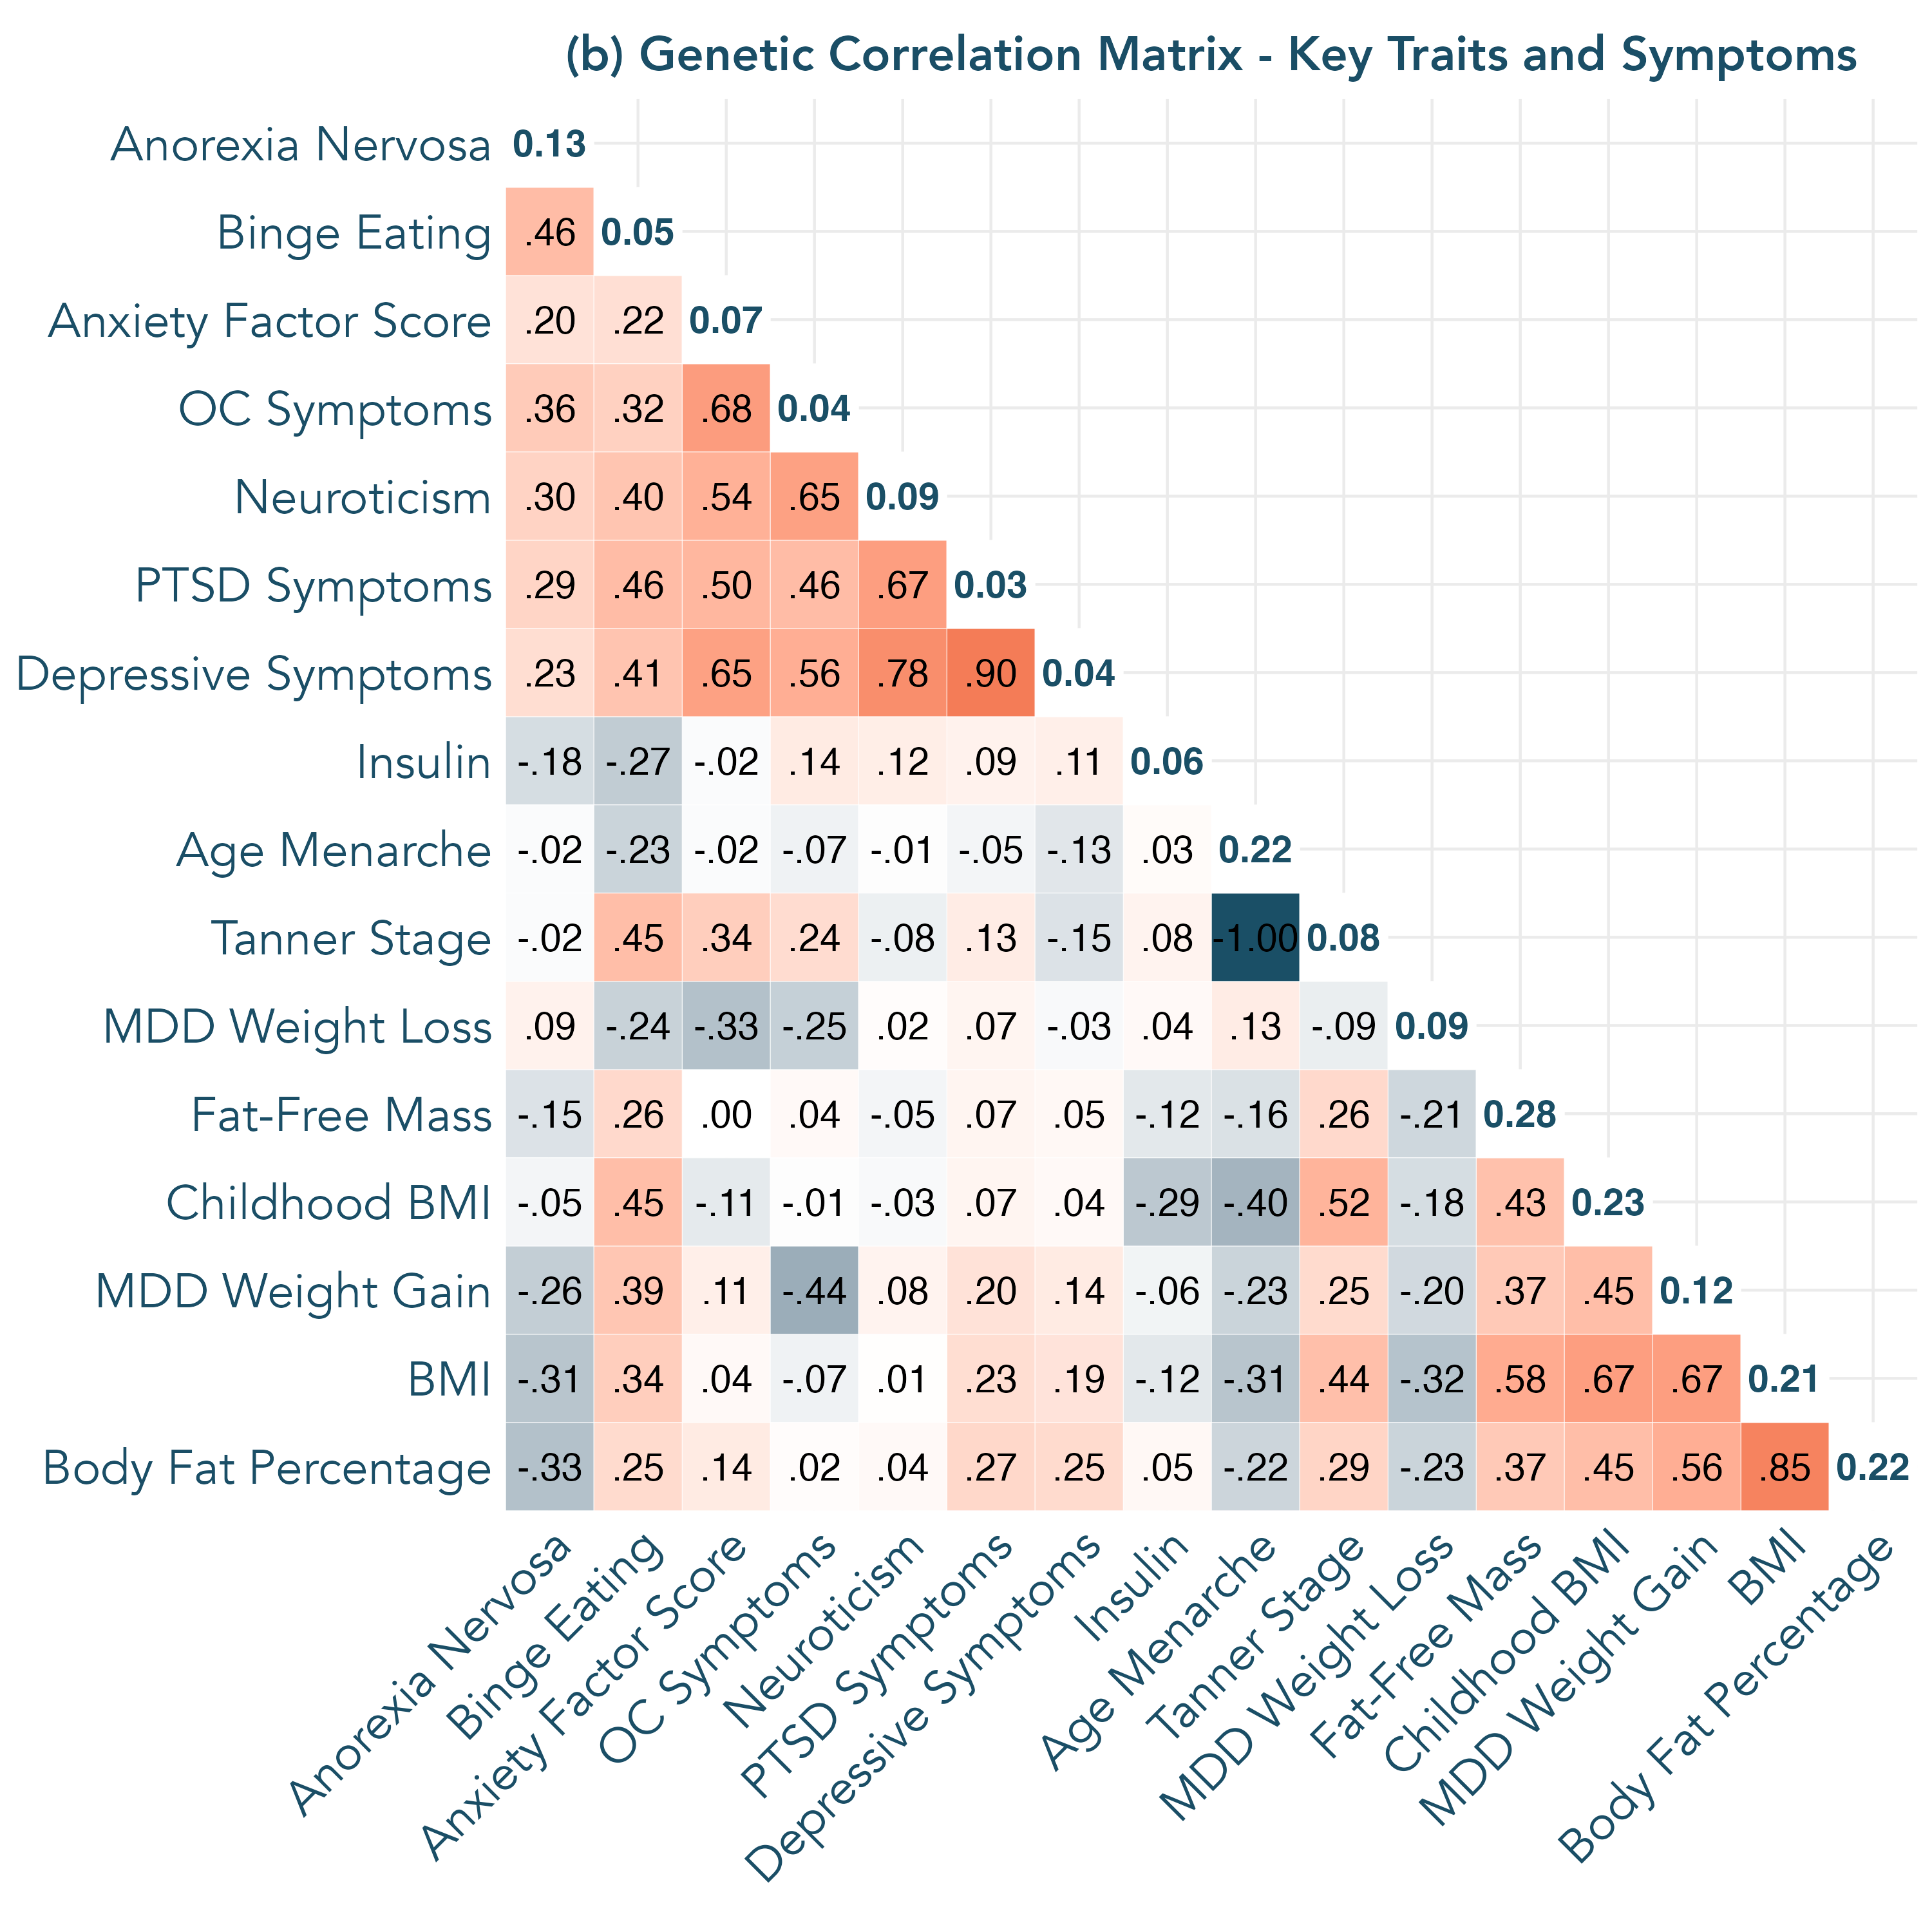 (b) Genetic Correlation Matrix - Key Traits and Symptoms
Anorexia Nervosa 0.13
Binge Eating .46 0.05
Anxiety Factor Score .20 .22 0.07
OC Symptoms .36 .32 .68 0.04
Neuroticism .30 .40 .54 .65 0.09
PTSD Symptoms .29 .46 .50 .46 .67 0.03
Depressive Symptoms .23 .41 .65 .56 .78 .90 0.04
Insulin -.18 -.27 -.02 .14 .12 .09 .11 0.06
Age Menarche -.02 -.23 -.02 -.07 -.01 -.05 -.13 .03 0.22
Tanner Stage -.02 .45 .34 .24 -.08 .13 -.15 .08 -1.00 0.08
MDD Weight Loss .09 -.24 -.33 -.25 .02 .07 -.03 .04 .13 -.09 0.09
Fat-Free Mass -.15 .26 .00 .04 -.05 .07 .05 -.12 -.16 .26 -.21 0.28
Childhood BMI -.05 .45 -.11 -.01 -.03 .07 .04 -.29 -.40 .52 -.18 .43 0.23
MDD Weight Gain -.26 .39 .11 -.44 .08 .20 .14 -.06 -.23 .25 -.20 .37 .45 0.12
BMI -.31 .34 .04 -.07 .01 .23 .19 -.12 -.31 .44 -.32 .58 .67 .67 0.21
Body Fat Percentage -.33 .25 .14 .02 .04 .27 .25 .05 -.22 .29 -.23 .37 .45 .56 .85 0.22
Anorexia Nervosa
Binge Eating
Anxiety Factor Score
OC Symptoms
Neuroticism
PTSD Symptoms
Depressive Symptoms
Insulin
Age Menarche
Tanner Stage
MDD Weight Loss
Fat-Free Mass
Childhood BMI
MDD Weight Gain
BMI
Body Fat Percentage